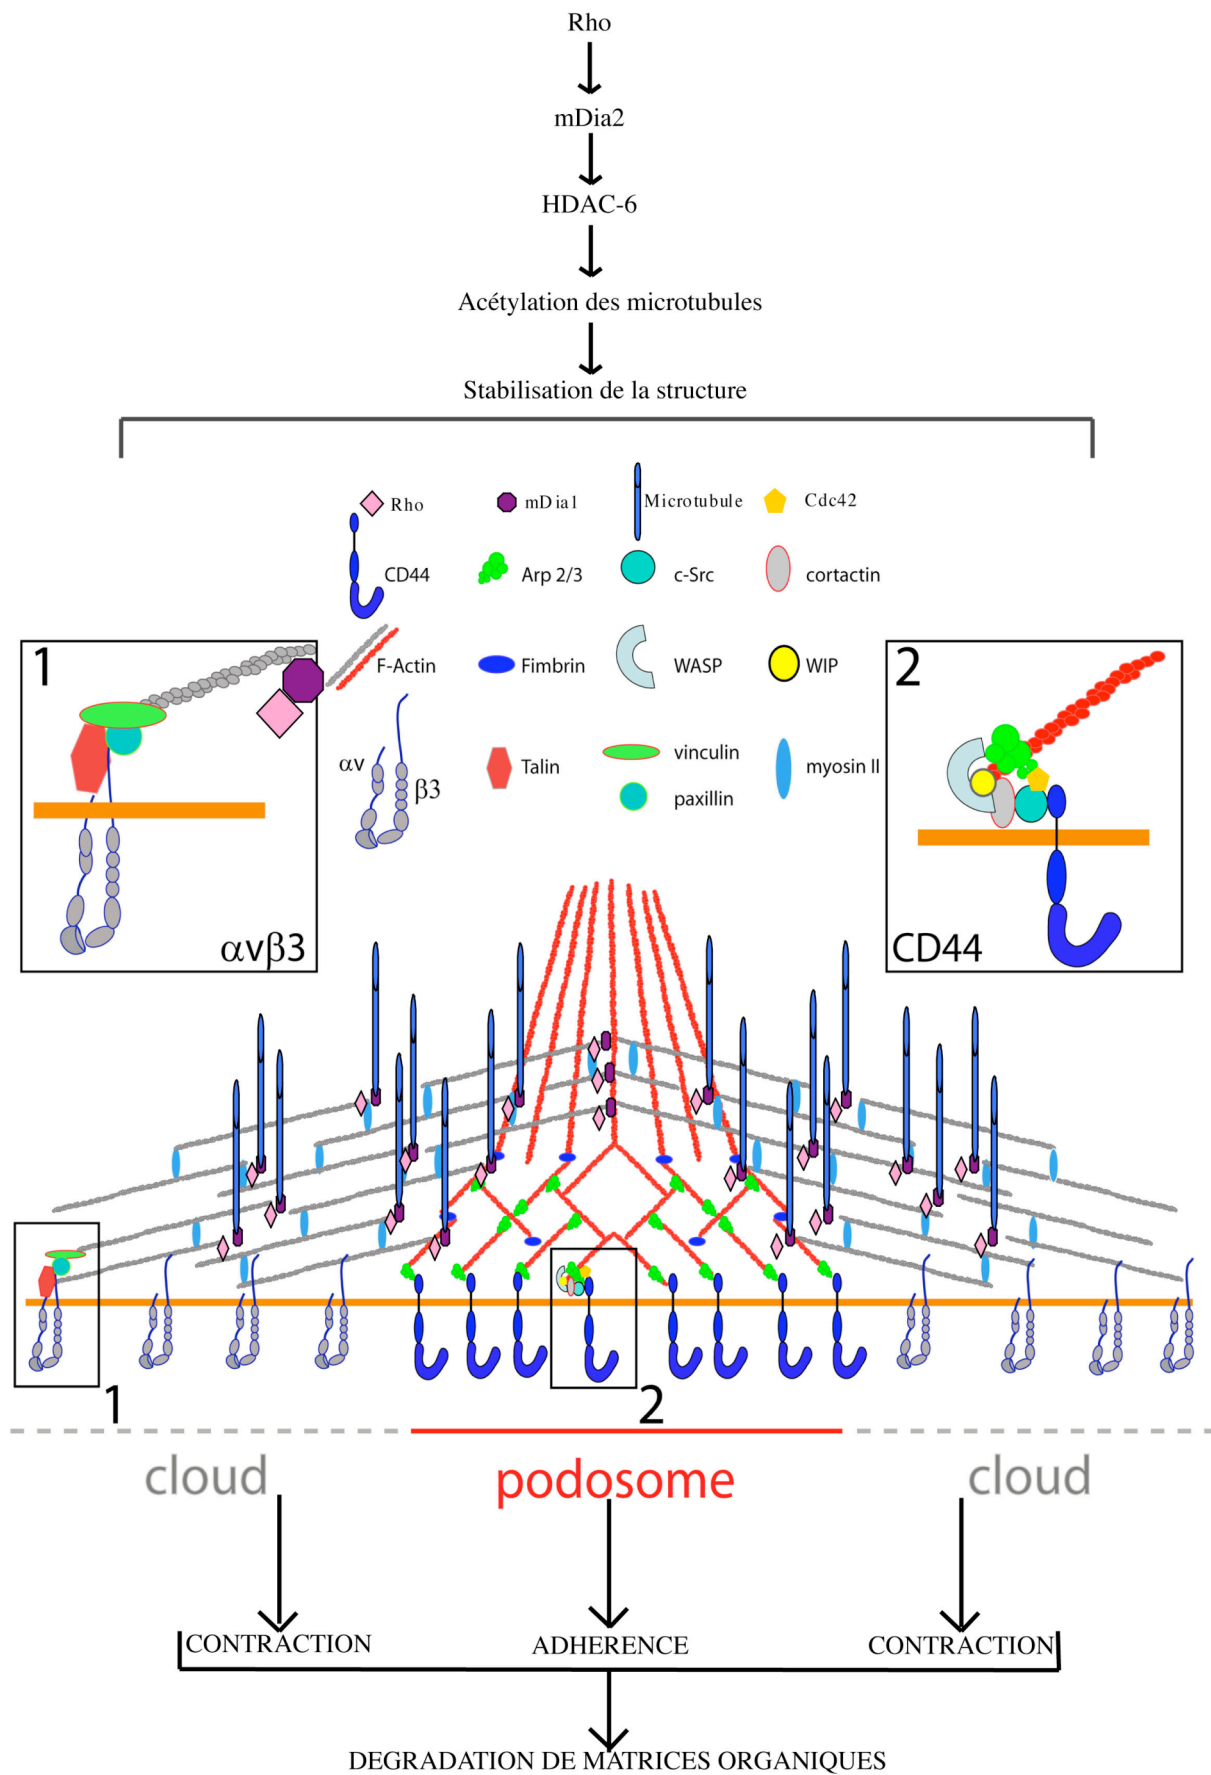 Rho
mDia2
HDAC-6
Acétylation des microtubules
Stabilisation de la structure
Rho
mDia1
Microtubule
Cdc42
CD44
Arp 2/3
c-Src
cortactin
1
F-Actin
Fimbrin
WASP
WIP
2
αv
β3
Talin
vinculin
paxillin
myosin II
αvβ3
CD44
1
2
cloud
podosome
cloud
CONTRACTION
ADHERENCE
CONTRACTION
DEGRADATION DE MATRICES ORGANIQUES